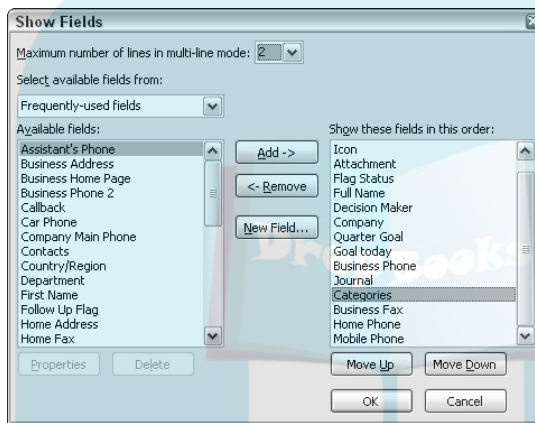 Show Fields
Maximum number of lines in multi-line mode: 2
Select available fields from:
Frequently-used fields
Available fields:
Assistant's Phone
Business Address
Business Home Page
Business Phone 2
Callback
Car Phone
Company Main Phone
Contacts
Country/Region
Department
First Name
Follow Up Flag
Home Address
Home Fax
Add ->
<- Remove
New Field...
Properties
Delete
Show these fields in this order:
Icon
Attachment
Flag Status
Full Name
Decision Maker
Company
Quarter Goal
Goal today
Business Phone
Journal
Categories
Business Fax
Home Phone
Mobile Phone
Move Up
Move Down
OK
Cancel